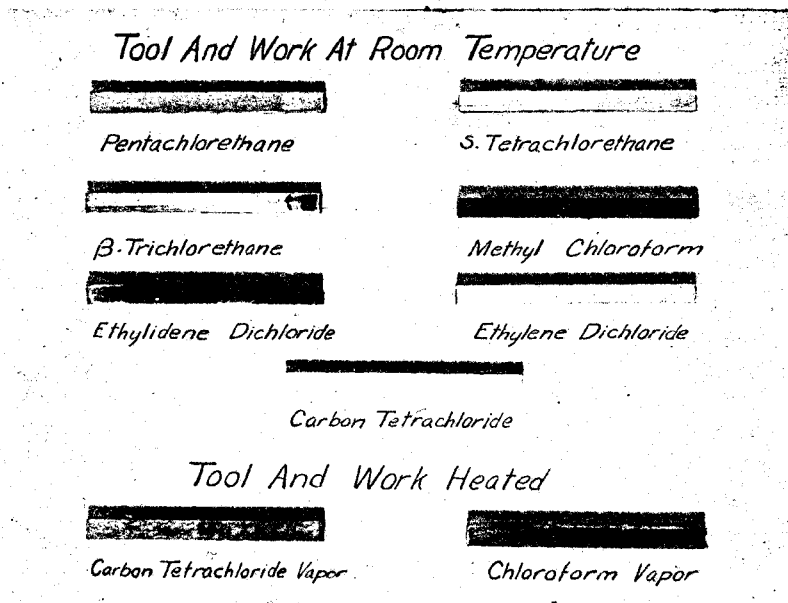 Tool And Work At Room Temperature
Pentachlorethane
S. Tetrachlorethane
β-Trichlorethane
Methyl Chloroform
Ethylidene Dichloride
Ethylene Dichloride
Carbon Tetrachloride
Tool And Work Heated
Carbon Tetrachloride Vapor
Chloroform Vapor